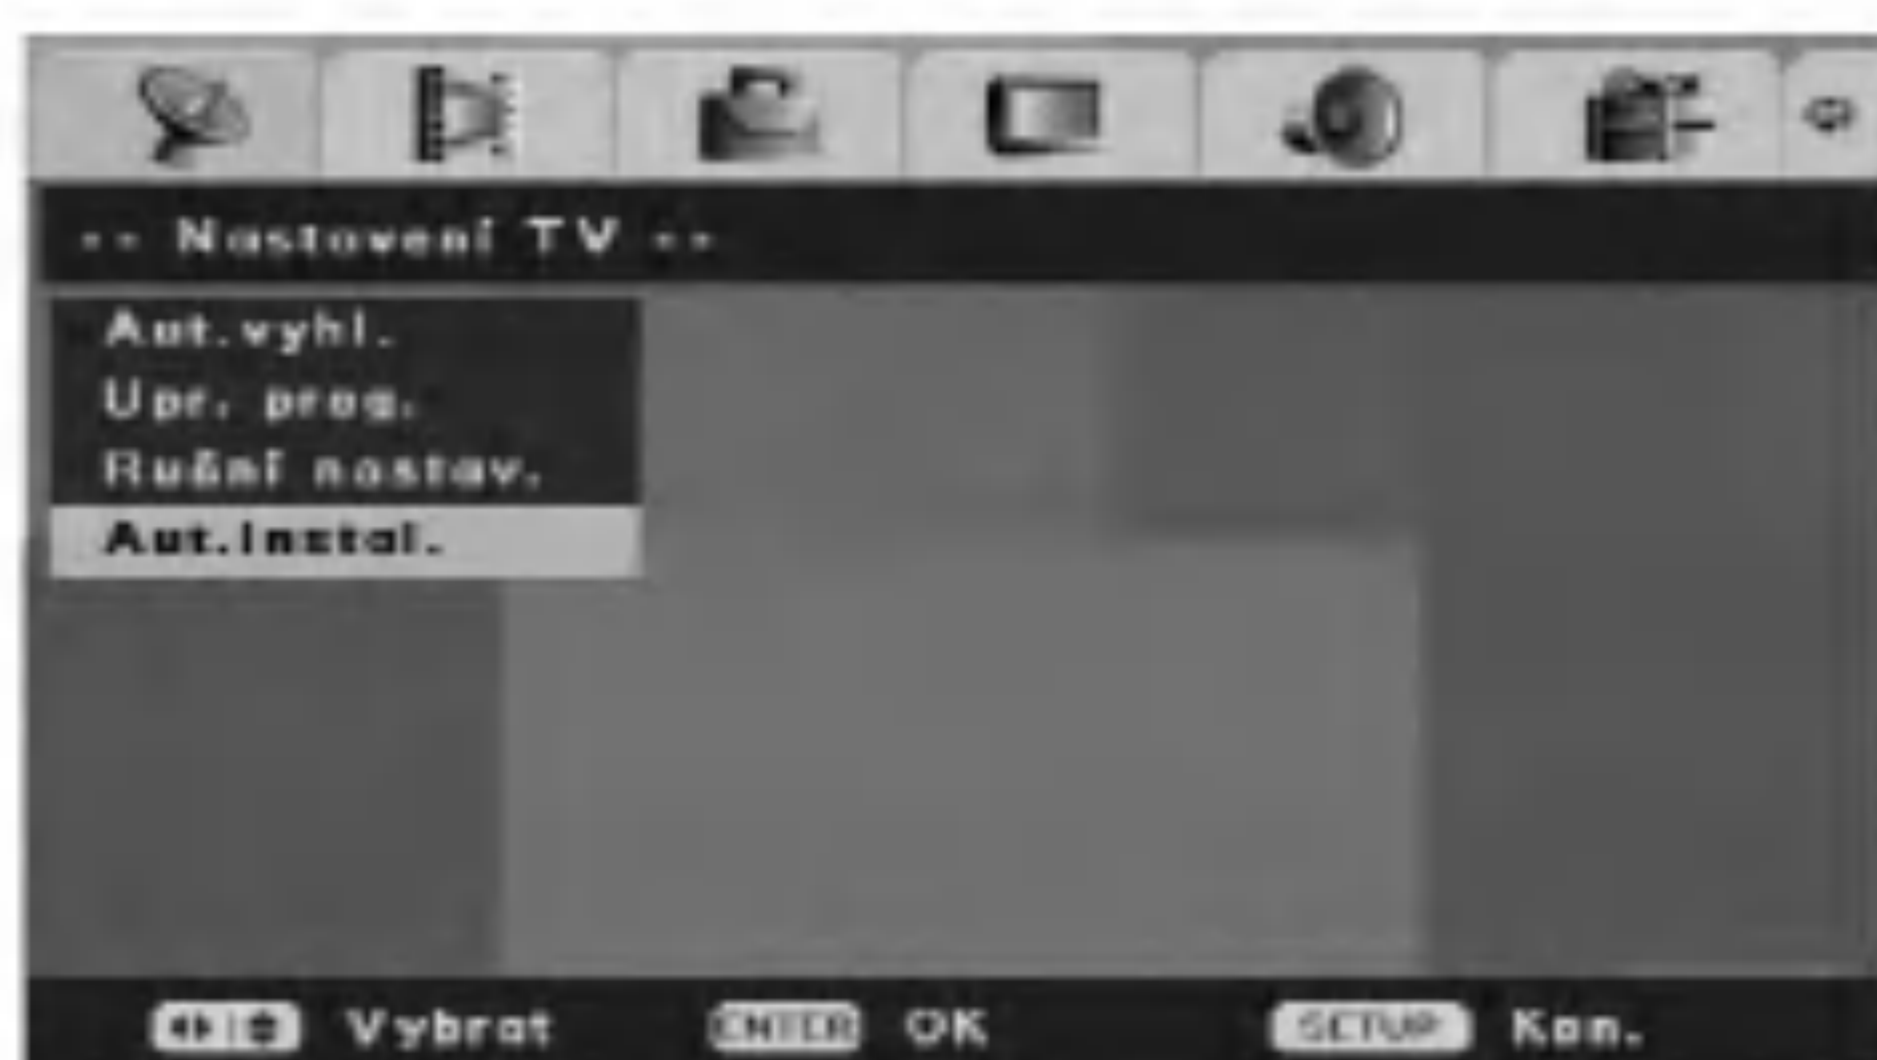 -- Nastavení TV --
Aut.vyhl.
Upr. prog.
Ruční nastav.
Aut.instal.
Vybrat ENTER OK SETUP Kon.